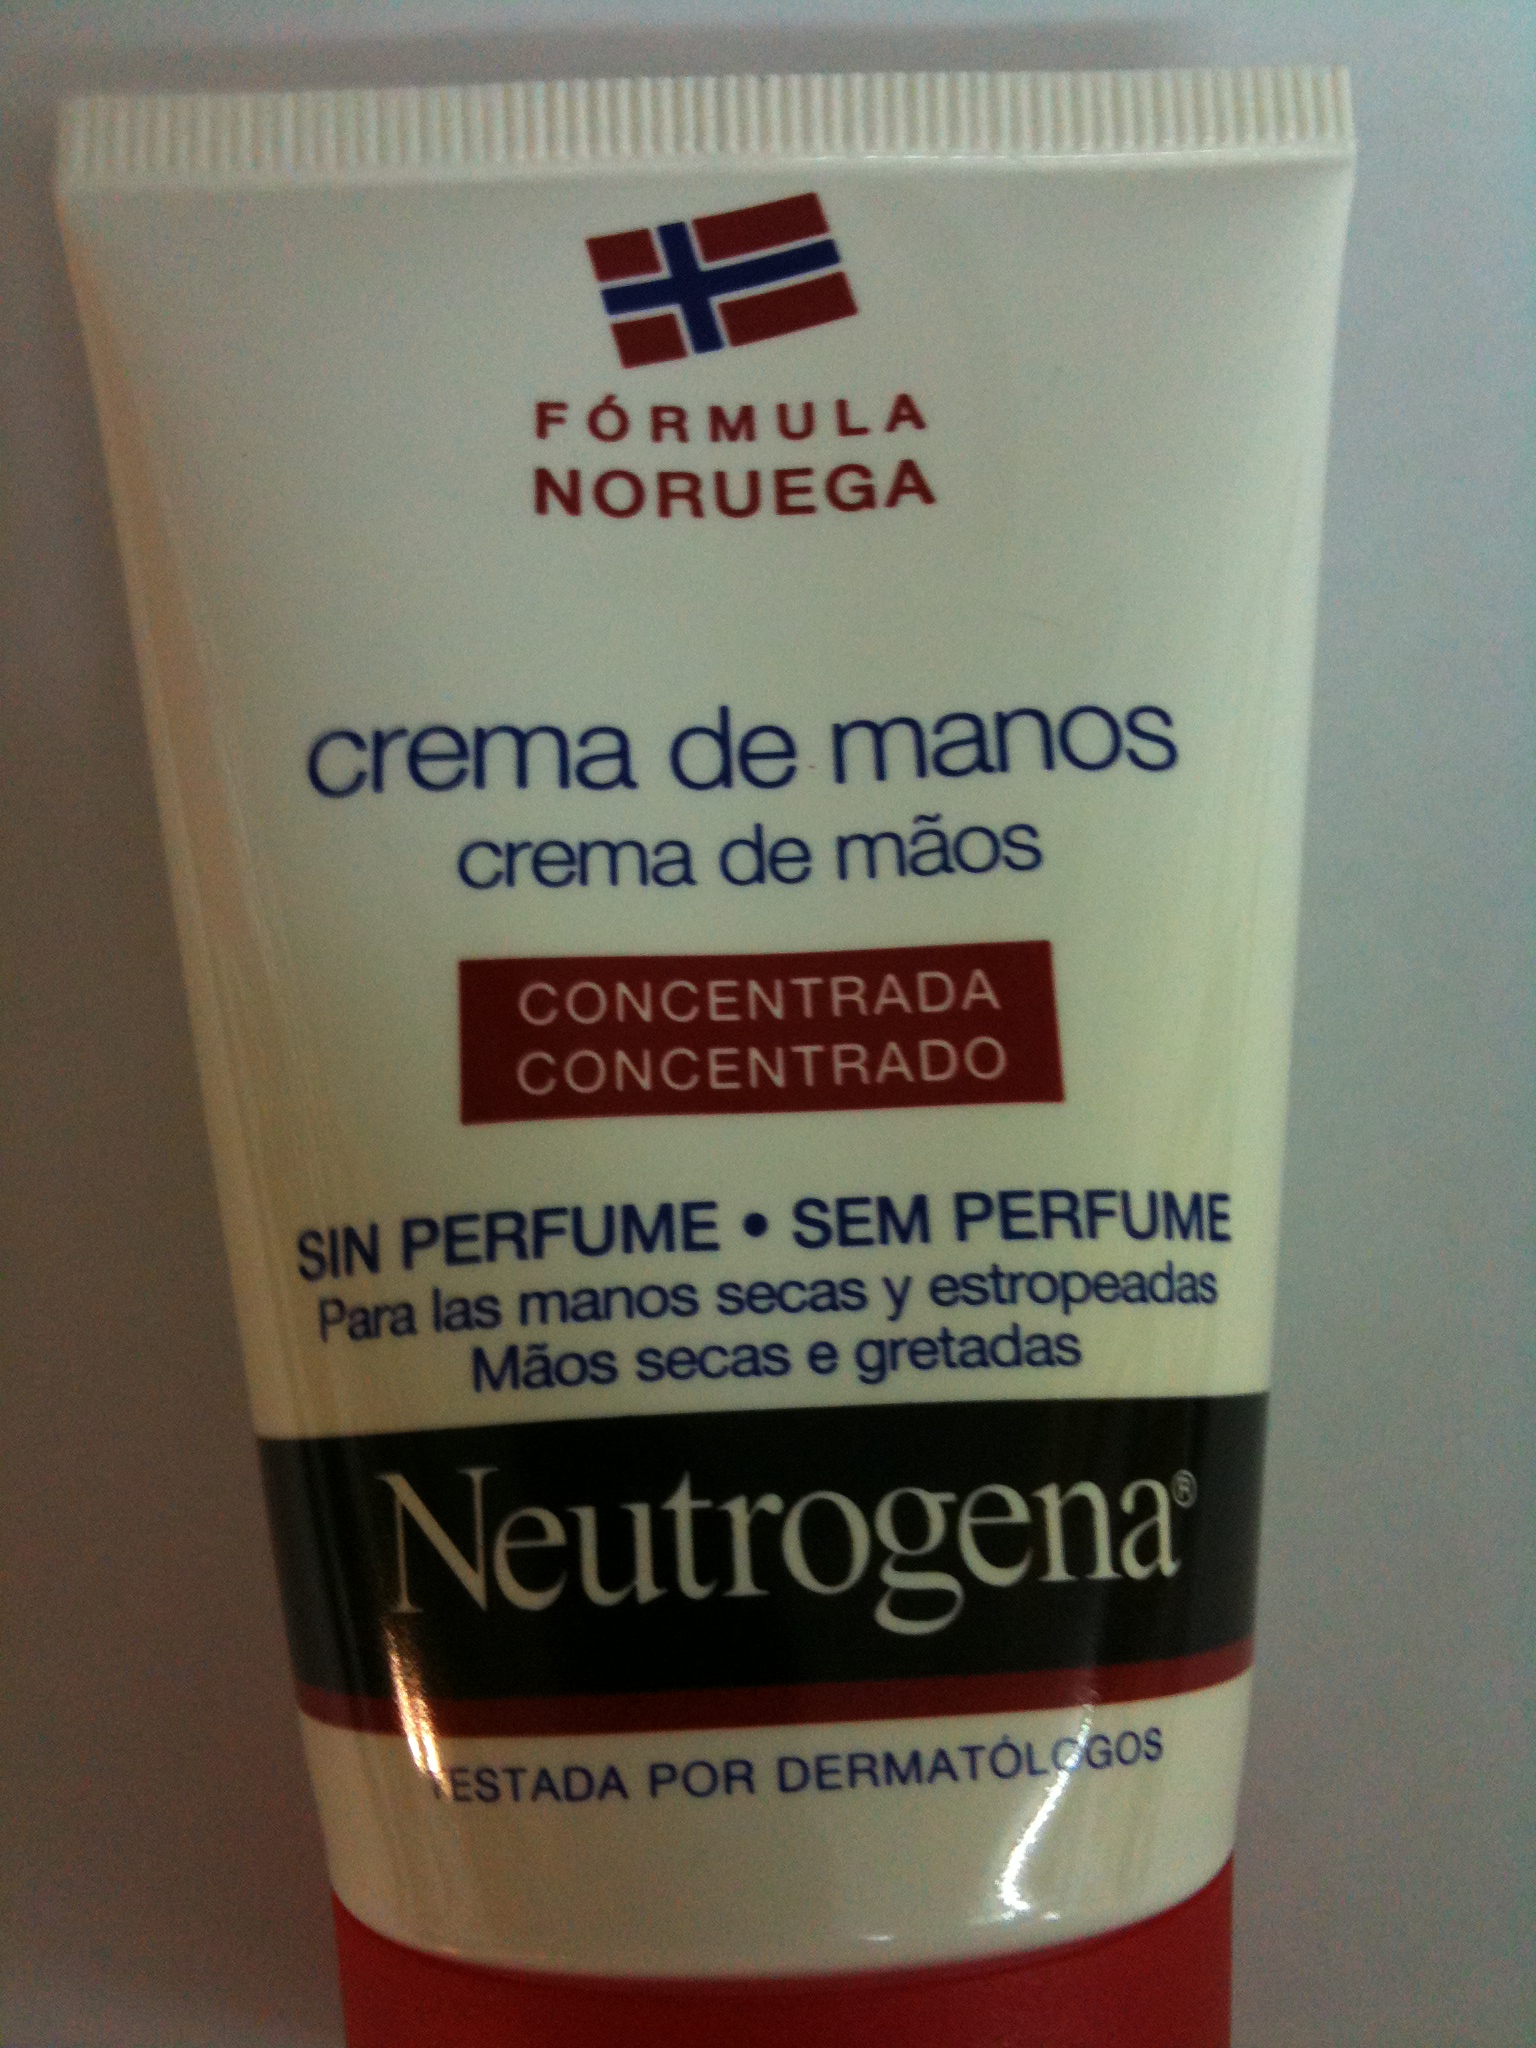 FÓRMULA
NORUEGA
crema de manos
crema de mãos
CONCENTRADA
CONCENTRADO
SIN PERFUME • SEM PERFUME
Para las manos secas y estropeadas
Mãos secas e gretadas
Neutrogena®
TESTADA POR DERMATÓLOGOS